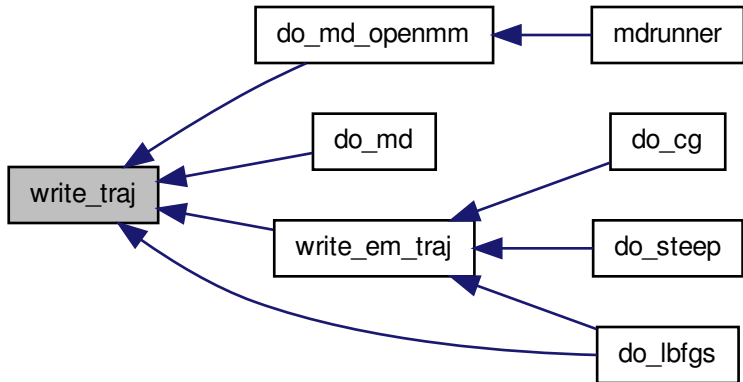 do_md_openmm
mdrunner
do_md
do_cg
write_traj
write_em_traj
do_steep
do_lbfgs